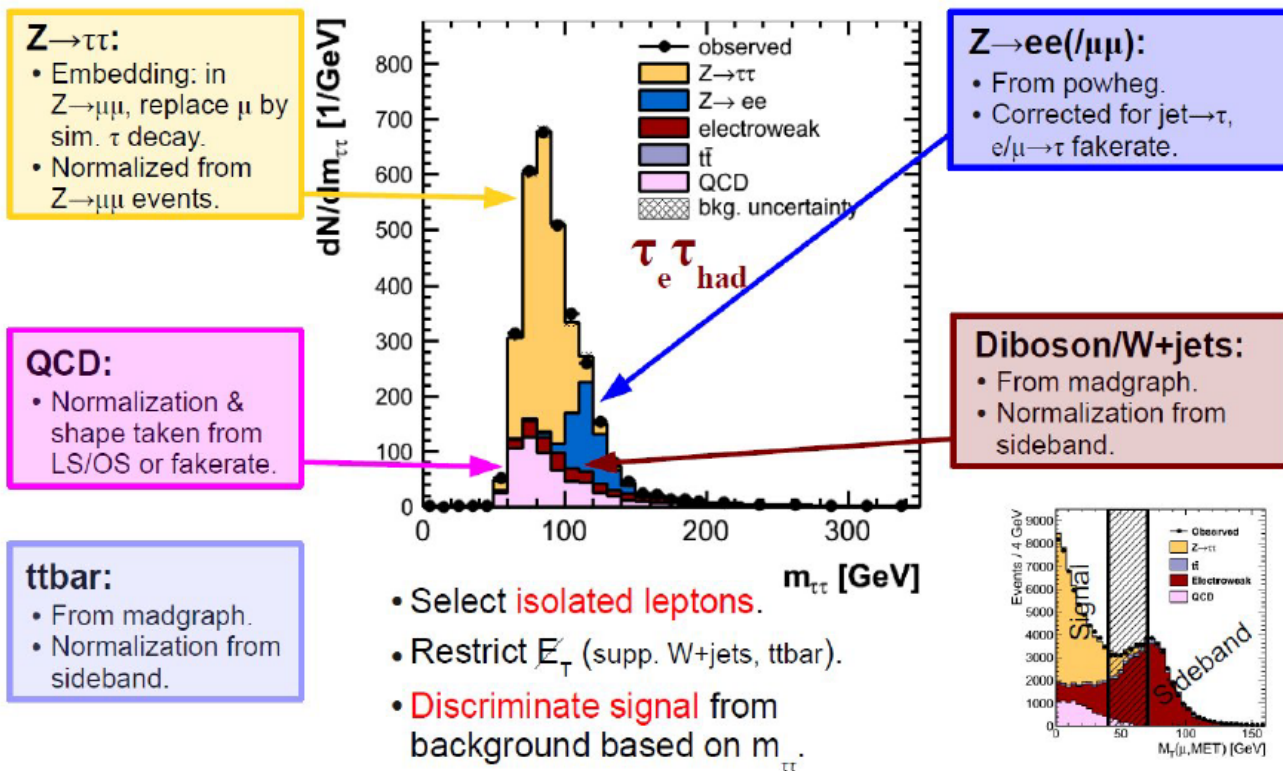 Z→ττ:
• Embedding: in
Z→μμ, replace μ by
sim. τ decay.
• Normalized from
Z→μμ events.
QCD:
• Normalization &
shape taken from
LS/OS or fakerate.
ttbar:
• From madgraph.
• Normalization from
sideband.
dN/dm_ττ [1/GeV]
800
700
600
500
400
300
200
100
0
observed
Z→ττ
Z→ ee
electroweak
tt̄
QCD
bkg. uncertainty
τ_e τ_had
0
100
200
300
m_ττ [GeV]
• Select isolated leptons.
• Restrict E̸_T (supp. W+jets, ttbar).
• Discriminate signal from
background based on m_ττ.
Z→ee(/μμ):
• From powheg.
• Corrected for jet→τ,
e/μ→τ fakerate.
Diboson/W+jets:
• From madgraph.
• Normalization from
sideband.
Events / 4 GeV
9000
8000
7000
6000
5000
4000
3000
2000
1000
0
Observed
Z→ττ
tt̄
Electroweak
QCD
Signal
Sideband
0
50
100
150
M_T(μ,MET) [GeV]